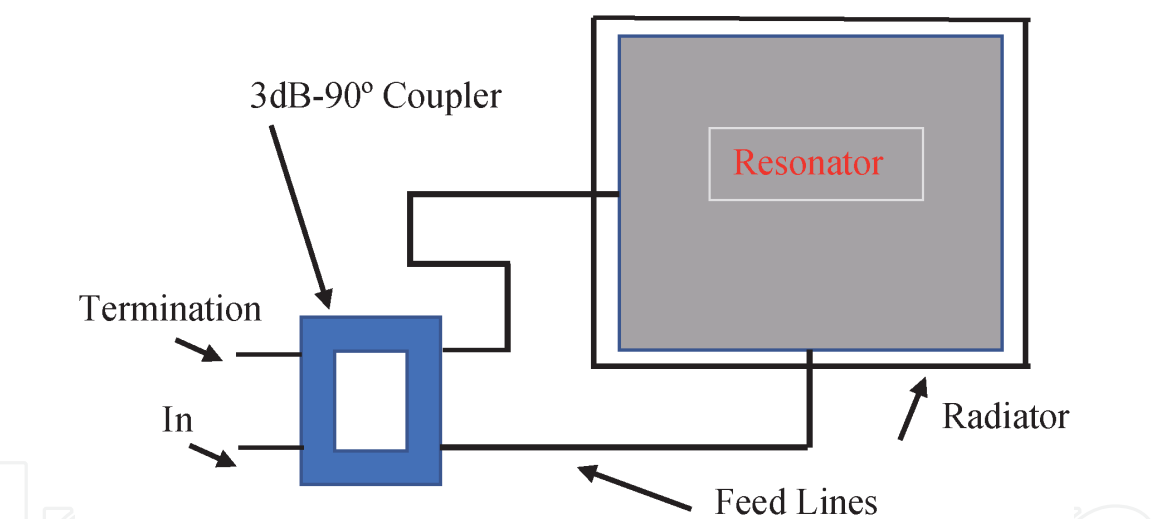 3dB-90º Coupler
Resonator
Termination
In
Radiator
Feed Lines